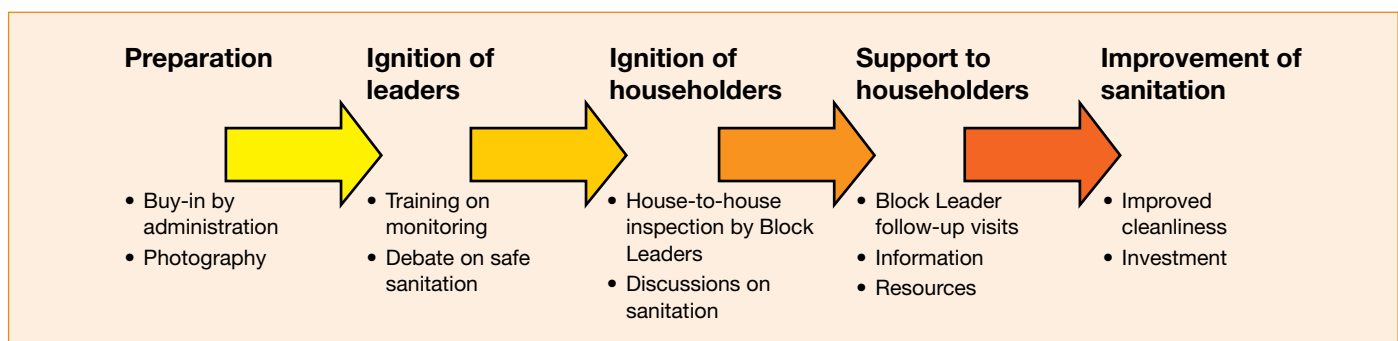 Preparation
Ignition of
leaders
Ignition of
householders
Support to
householders
Improvement of
sanitation
• Buy-in by
administration
• Photography
• Training on
monitoring
• Debate on safe
sanitation
• House-to-house
inspection by Block
Leaders
• Discussions on
sanitation
• Block Leader
follow-up visits
• Information
• Resources
• Improved
cleanliness
• Investment